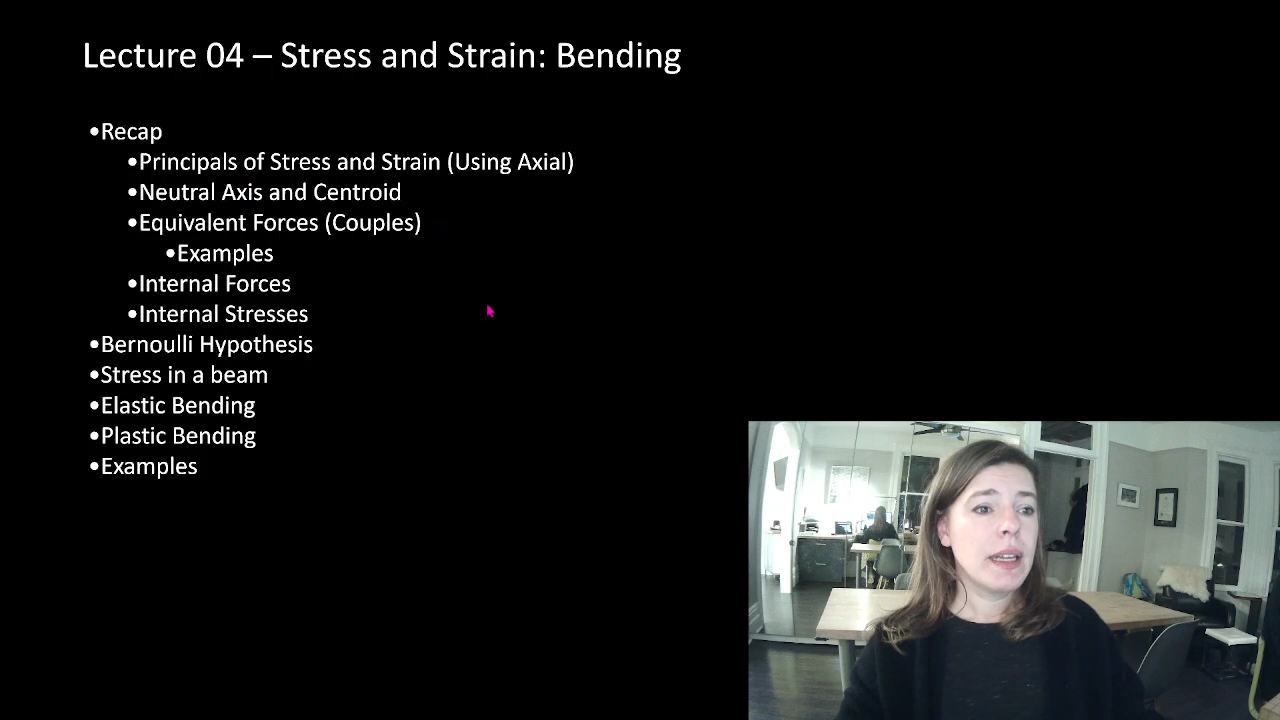 Lecture 04 – Stress and Strain: Bending
•Recap
•Principals of Stress and Strain (Using Axial)
•Neutral Axis and Centroid
•Equivalent Forces (Couples)
•Examples
•Internal Forces
•Internal Stresses
•Bernoulli Hypothesis
•Stress in a beam
•Elastic Bending
•Plastic Bending
•Examples